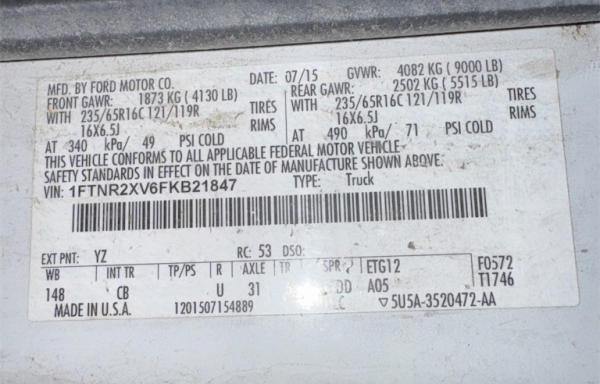 MFD. BY FORD MOTOR CO. DATE: 07/15 GVWR: 4082 KG ( 9000 LB)
FRONT GAWR: 1873 KG ( 4130 LB) REAR GAWR: 2502 KG ( 5515 LB)
WITH 235/65R16C 121/119R TIRES WITH 235/65R16C 121/119R TIRES
16X6.5J RIMS 16X6.5J RIMS
AT 340 kPa/ 49 PSI COLD AT 490 kPa/ 71 PSI COLD
THIS VEHICLE CONFORMS TO ALL APPLICABLE FEDERAL MOTOR VEHICLE
SAFETY STANDARDS IN EFFECT ON THE DATE OF MANUFACTURE SHOWN ABOVE.
VIN: 1FTNR2XV6FKB21847 TYPE: Truck
EXT PNT: YZ RC: 53 DSO:
WB INT TR TP/PS R AXLE TR SPR ETG12 F0572
148 CB U 31 DD A05 T1746
MADE IN U.S.A. 1201507154889 ▽5U5A-3520472-AA